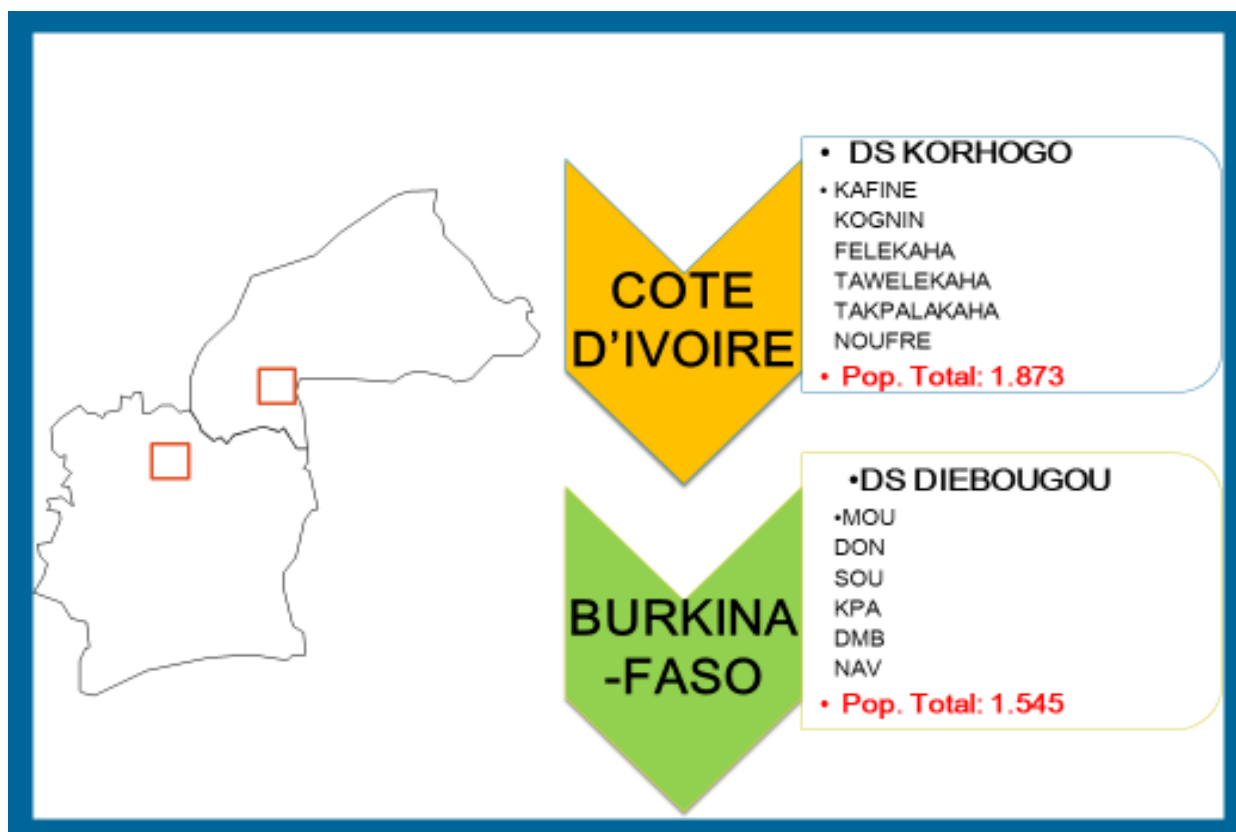 COTE
D'IVOIRE
• DS KORHOGO
• KAFINE
KOGNIN
FELEKAHA
TAWELEKAHA
TAKPALAKAHA
NOUFRE
• Pop. Total: 1.873
BURKINA
-FASO
•DS DIEBOUGOU
•MOU
DON
SOU
KPA
DMB
NAV
• Pop. Total: 1.545